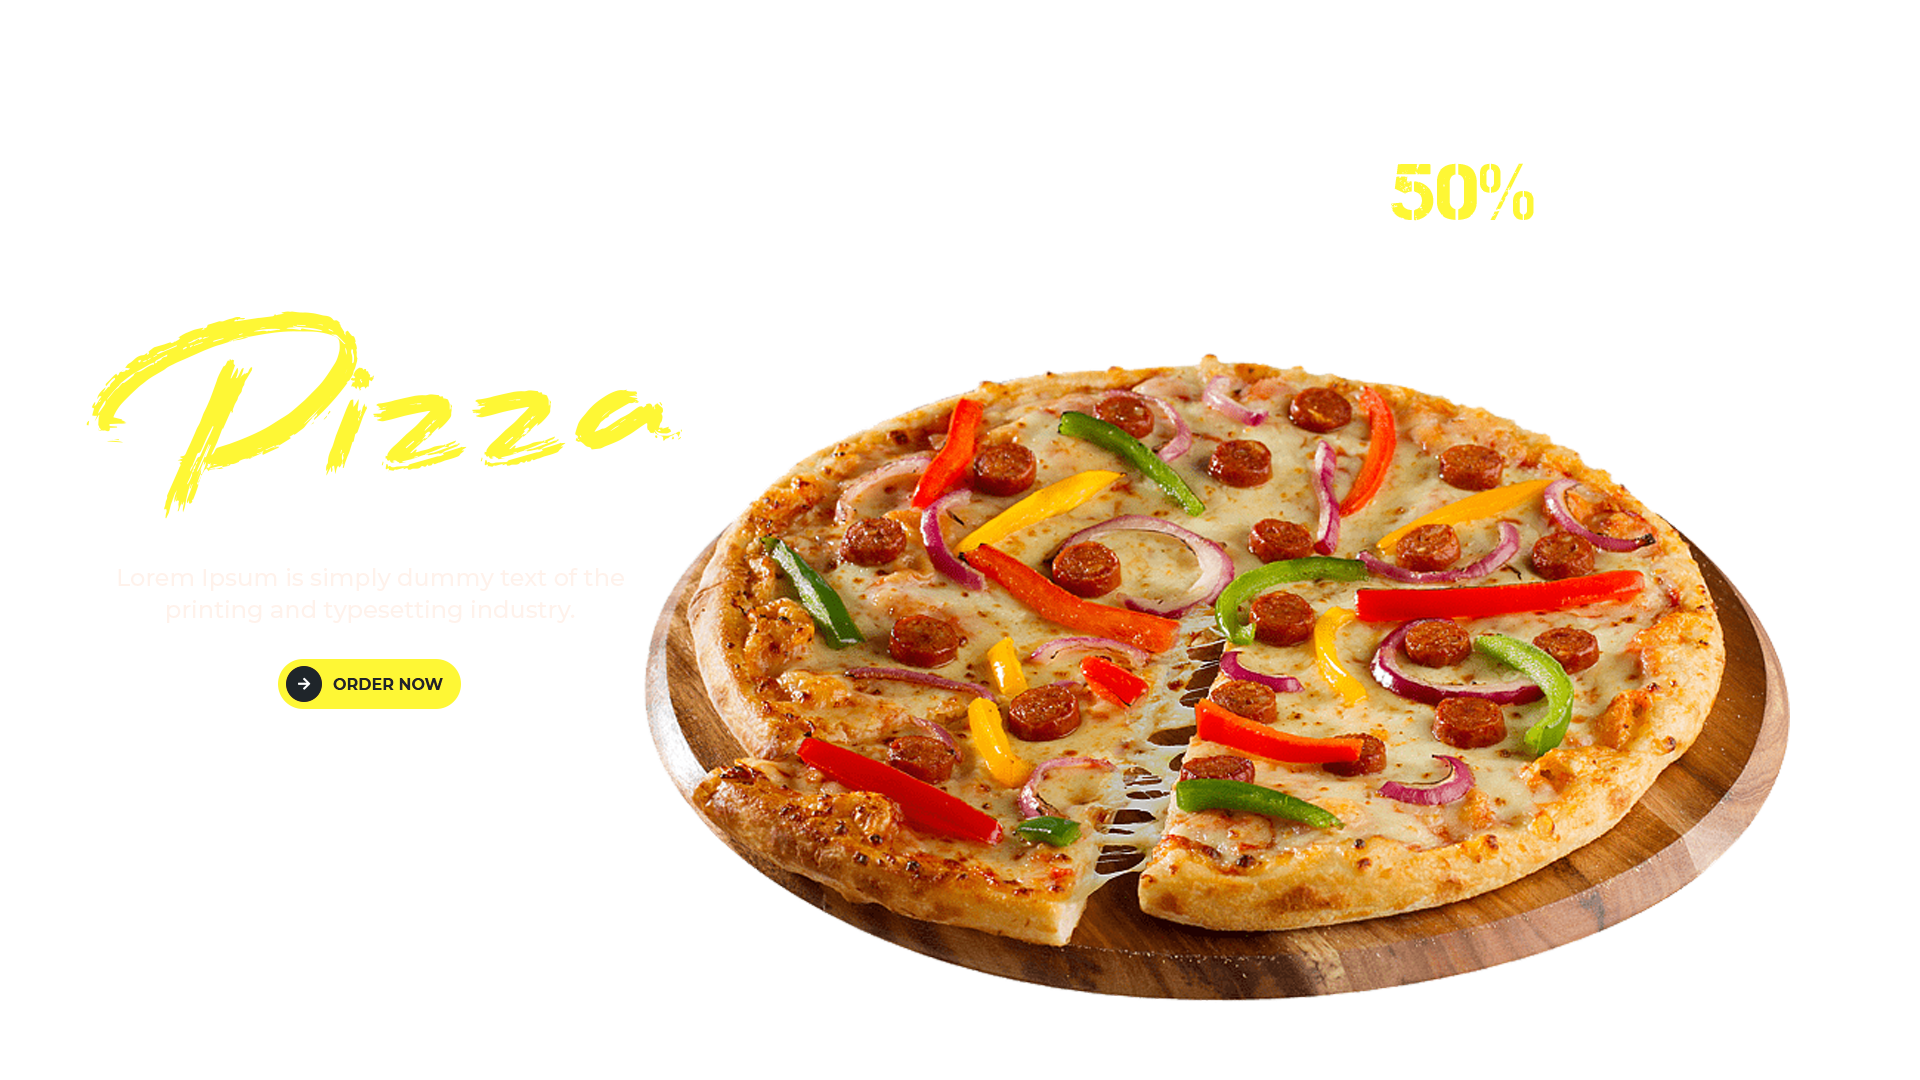 50%
Pizza
Lorem Ipsum is simply dummy text of the
printing and typesetting industry.
ORDER NOW